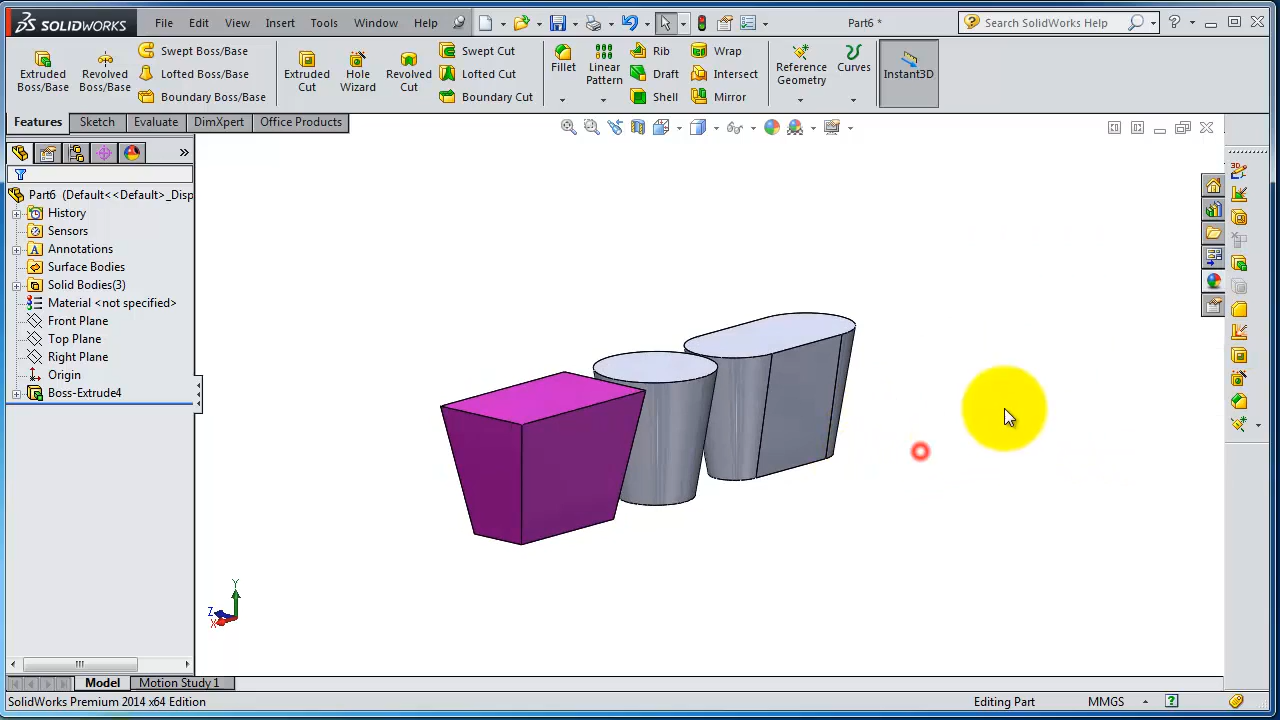 SOLIDWORKS File Edit View Insert Tools Window Help Part6 * Search SolidWorks Help
Extruded Boss/Base
Revolved Boss/Base
Swept Boss/Base
Lofted Boss/Base
Boundary Boss/Base
Extruded Cut
Hole Wizard
Revolved Cut
Swept Cut
Lofted Cut
Boundary Cut
Fillet
Linear Pattern
Rib
Draft
Shell
Wrap
Intersect
Mirror
Reference Geometry
Curves
Instant3D
Features Sketch Evaluate DimXpert Office Products
Part6 (Default<<Default>_Disp
History
Sensors
Annotations
Surface Bodies
Solid Bodies(3)
Material <not specified>
Front Plane
Top Plane
Right Plane
Origin
Boss-Extrude4
Y
Z
X
Model Motion Study 1
SolidWorks Premium 2014 x64 Edition Editing Part MMGS